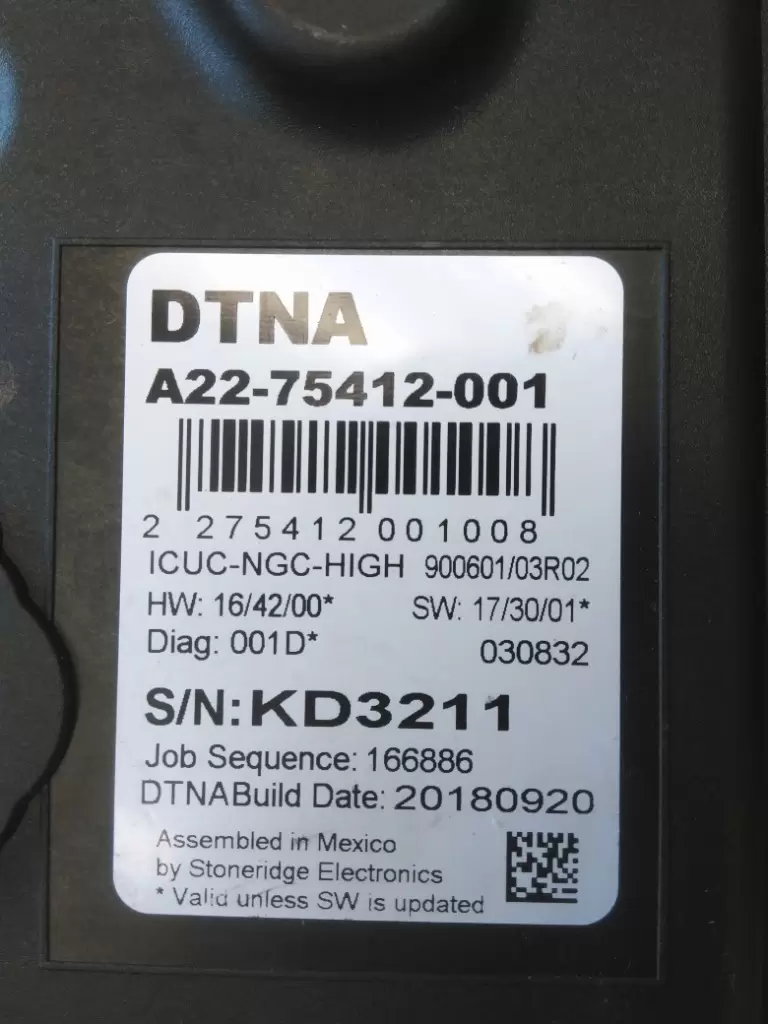 DTNA
A22-75412-001
2 275412 001008
ICUC-NGC-HIGH 900601/03R02
HW: 16/42/00* SW: 17/30/01*
Diag: 001D* 030832
S/N: KD3211
Job Sequence: 166886
DTNABuild Date: 20180920
Assembled in Mexico
by Stoneridge Electronics
* Valid unless SW is updated